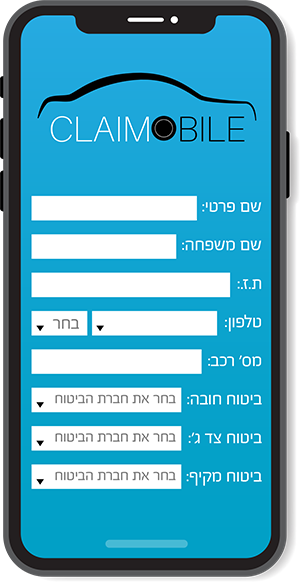 CLAIMOBILE
שם פרטי:
שם משפחה:
ת.ז.:
טלפון: בחר
מס' רכב:
ביטוח חובה: בחר את חברת הביטוח
ביטוח צד ג': בחר את חברת הביטוח
ביטוח מקיף: בחר את חברת הביטוח